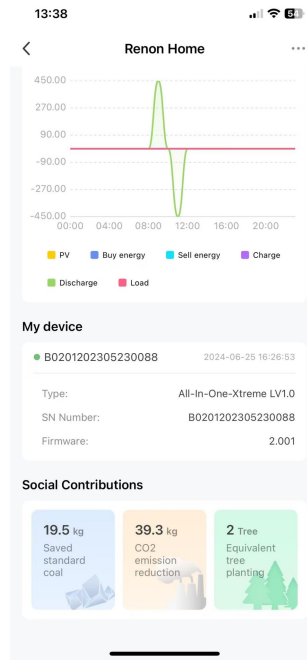 13:38
54
Renon Home
450.00
270.00
90.00
-90.00
-270.00
-450.00
00:00 04:00 08:00 12:00 16:00 20:00
PV Buy energy Sell energy Charge
Discharge Load
My device
B0201202305230088 2024-06-25 16:26:53
Type: All-In-One-Xtreme LV1.0
SN Number: B0201202305230088
Firmware: 2.001
Social Contributions
19.5 kg
Saved
standard
coal
39.3 kg
CO2
emission
reduction
2 Tree
Equivalent
tree
planting